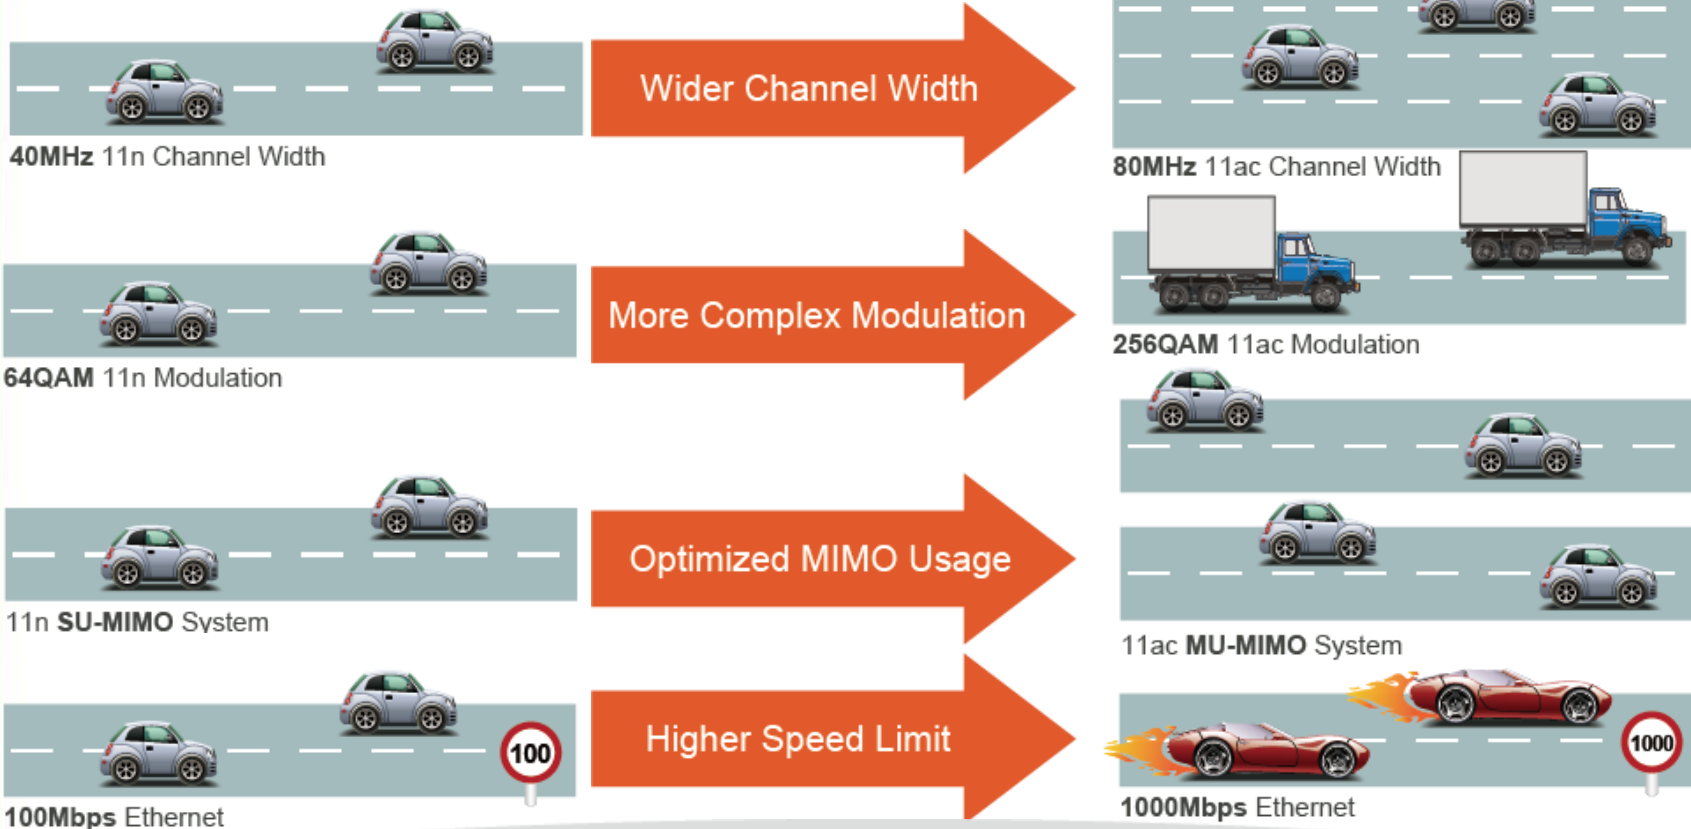 Wider Channel Width
40MHz 11n Channel Width
80MHz 11ac Channel Width
More Complex Modulation
64QAM 11n Modulation
256QAM 11ac Modulation
Optimized MIMO Usage
11n SU-MIMO System
11ac MU-MIMO System
100
Higher Speed Limit
1000
100Mbps Ethernet
1000Mbps Ethernet